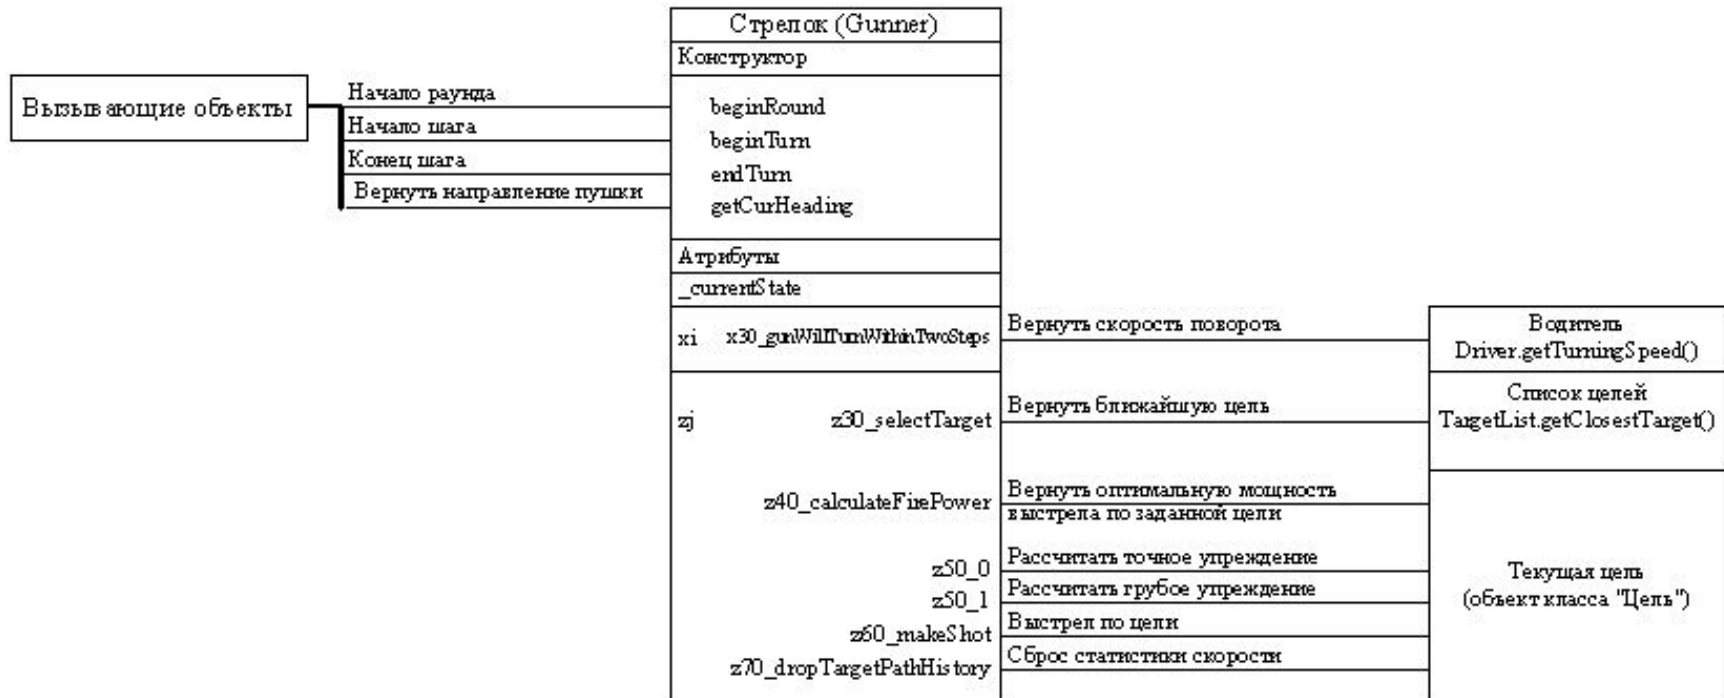 Стрелок (Gunner)
Конструктор
Вызывающие объекты
Начало раунда
beginRound
Начало шага
beginTurn
Конец шага
endTurn
Вернуть направление пушки
getCurHeading
Атрибуты
_currentState
xi x30_gunWillTurnWithinTwoSteps
Вернуть скорость поворота
Водитель
Driver.getTurningSpeed()
zj z30_selectTarget
Вернуть ближайшую цель
Список целей
TargetList.getClosestTarget()
z40_calculateFirePower
Вернуть оптимальную мощность
выстрела по заданной цели
z50_0
Рассчитать точное упреждение
z50_1
Рассчитать грубое упреждение
z60_makeShot
Выстрел по цели
z70_dropTargetPathHistory
Сброс статистики скорости
Текущая цель
(объект класса "Цель")